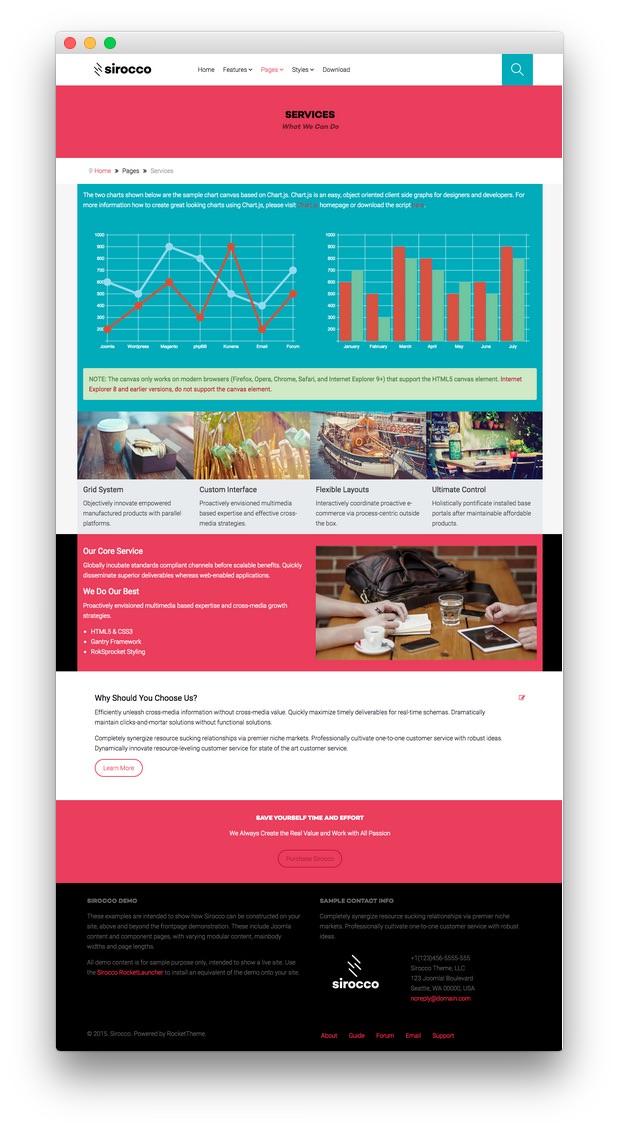 sirocco
Home Features Pages Styles Download
SERVICES
What We Can Do
Home » Pages » Services
The two charts shown below are the sample chart canvas based on Chart.js. Chart.js is an easy, object oriented client side graphs for designers and developers. For
more information how to create great looking charts using Chart.js, please visit Chart.js homepage or download the script here.
1000
900
800
700
600
500
400
300
200
Joomla Wordpress Magento phpBB Kunena Email Forum
1000
900
800
700
600
500
400
300
200
January February March April May June July
NOTE: The canvas only works on modern browsers (Firefox, Opera, Chrome, Safari, and Internet Explorer 9+) that support the HTML5 canvas element. Internet
Explorer 8 and earlier versions, do not support the canvas element.
Grid System
Objectively innovate empowered
manufactured products with parallel
platforms.
Custom Interface
Proactively envisioned multimedia
based expertise and effective cross-
media strategies.
Flexible Layouts
Interactively coordinate proactive e-
commerce via process-centric outside
the box.
Ultimate Control
Holistically pontificate installed base
portals after maintainable affordable
products.
Our Core Service
Globally incubate standards compliant channels before scalable benefits. Quickly
disseminate superior deliverables whereas web-enabled applications.
We Do Our Best
Proactively envisioned multimedia based expertise and cross-media growth
strategies.
• HTML5 & CSS3
• Gantry Framework
• RokSprocket Styling
Why Should You Choose Us?
Efficiently unleash cross-media information without cross-media value. Quickly maximize timely deliverables for real-time schemas. Dramatically
maintain clicks-and-mortar solutions without functional solutions.
Completely synergize resource sucking relationships via premier niche markets. Professionally cultivate one-to-one customer service with robust ideas.
Dynamically innovate resource-leveling customer service for state of the art customer service.
Learn More
SAVE YOURSELF TIME AND EFFORT
We Always Create the Real Value and Work with All Passion
Purchase Sirocco
SIROCCO DEMO
These examples are intended to show how Sirocco can be constructed on your
site, above and beyond the frontpage demonstration. These include Joomla
content and component pages, with varying modular content, mainbody
widths and page lengths.
All demo content is for sample purpose only, intended to show a live site. Use
the Sirocco RocketLauncher to install an equivalent of the demo onto your site.
SAMPLE CONTACT INFO
Completely synergize resource sucking relationships via premier niche
markets. Professionally cultivate one-to-one customer service with robust
ideas.
sirocco
+1(123)456-5555-555
Sirocco Theme, LLC
123 Joomla! Boulevard
Seattle, WA 00000, USA
noreply@domain.com
© 2015. Sirocco. Powered by RocketTheme.
About Guide Forum Email Support